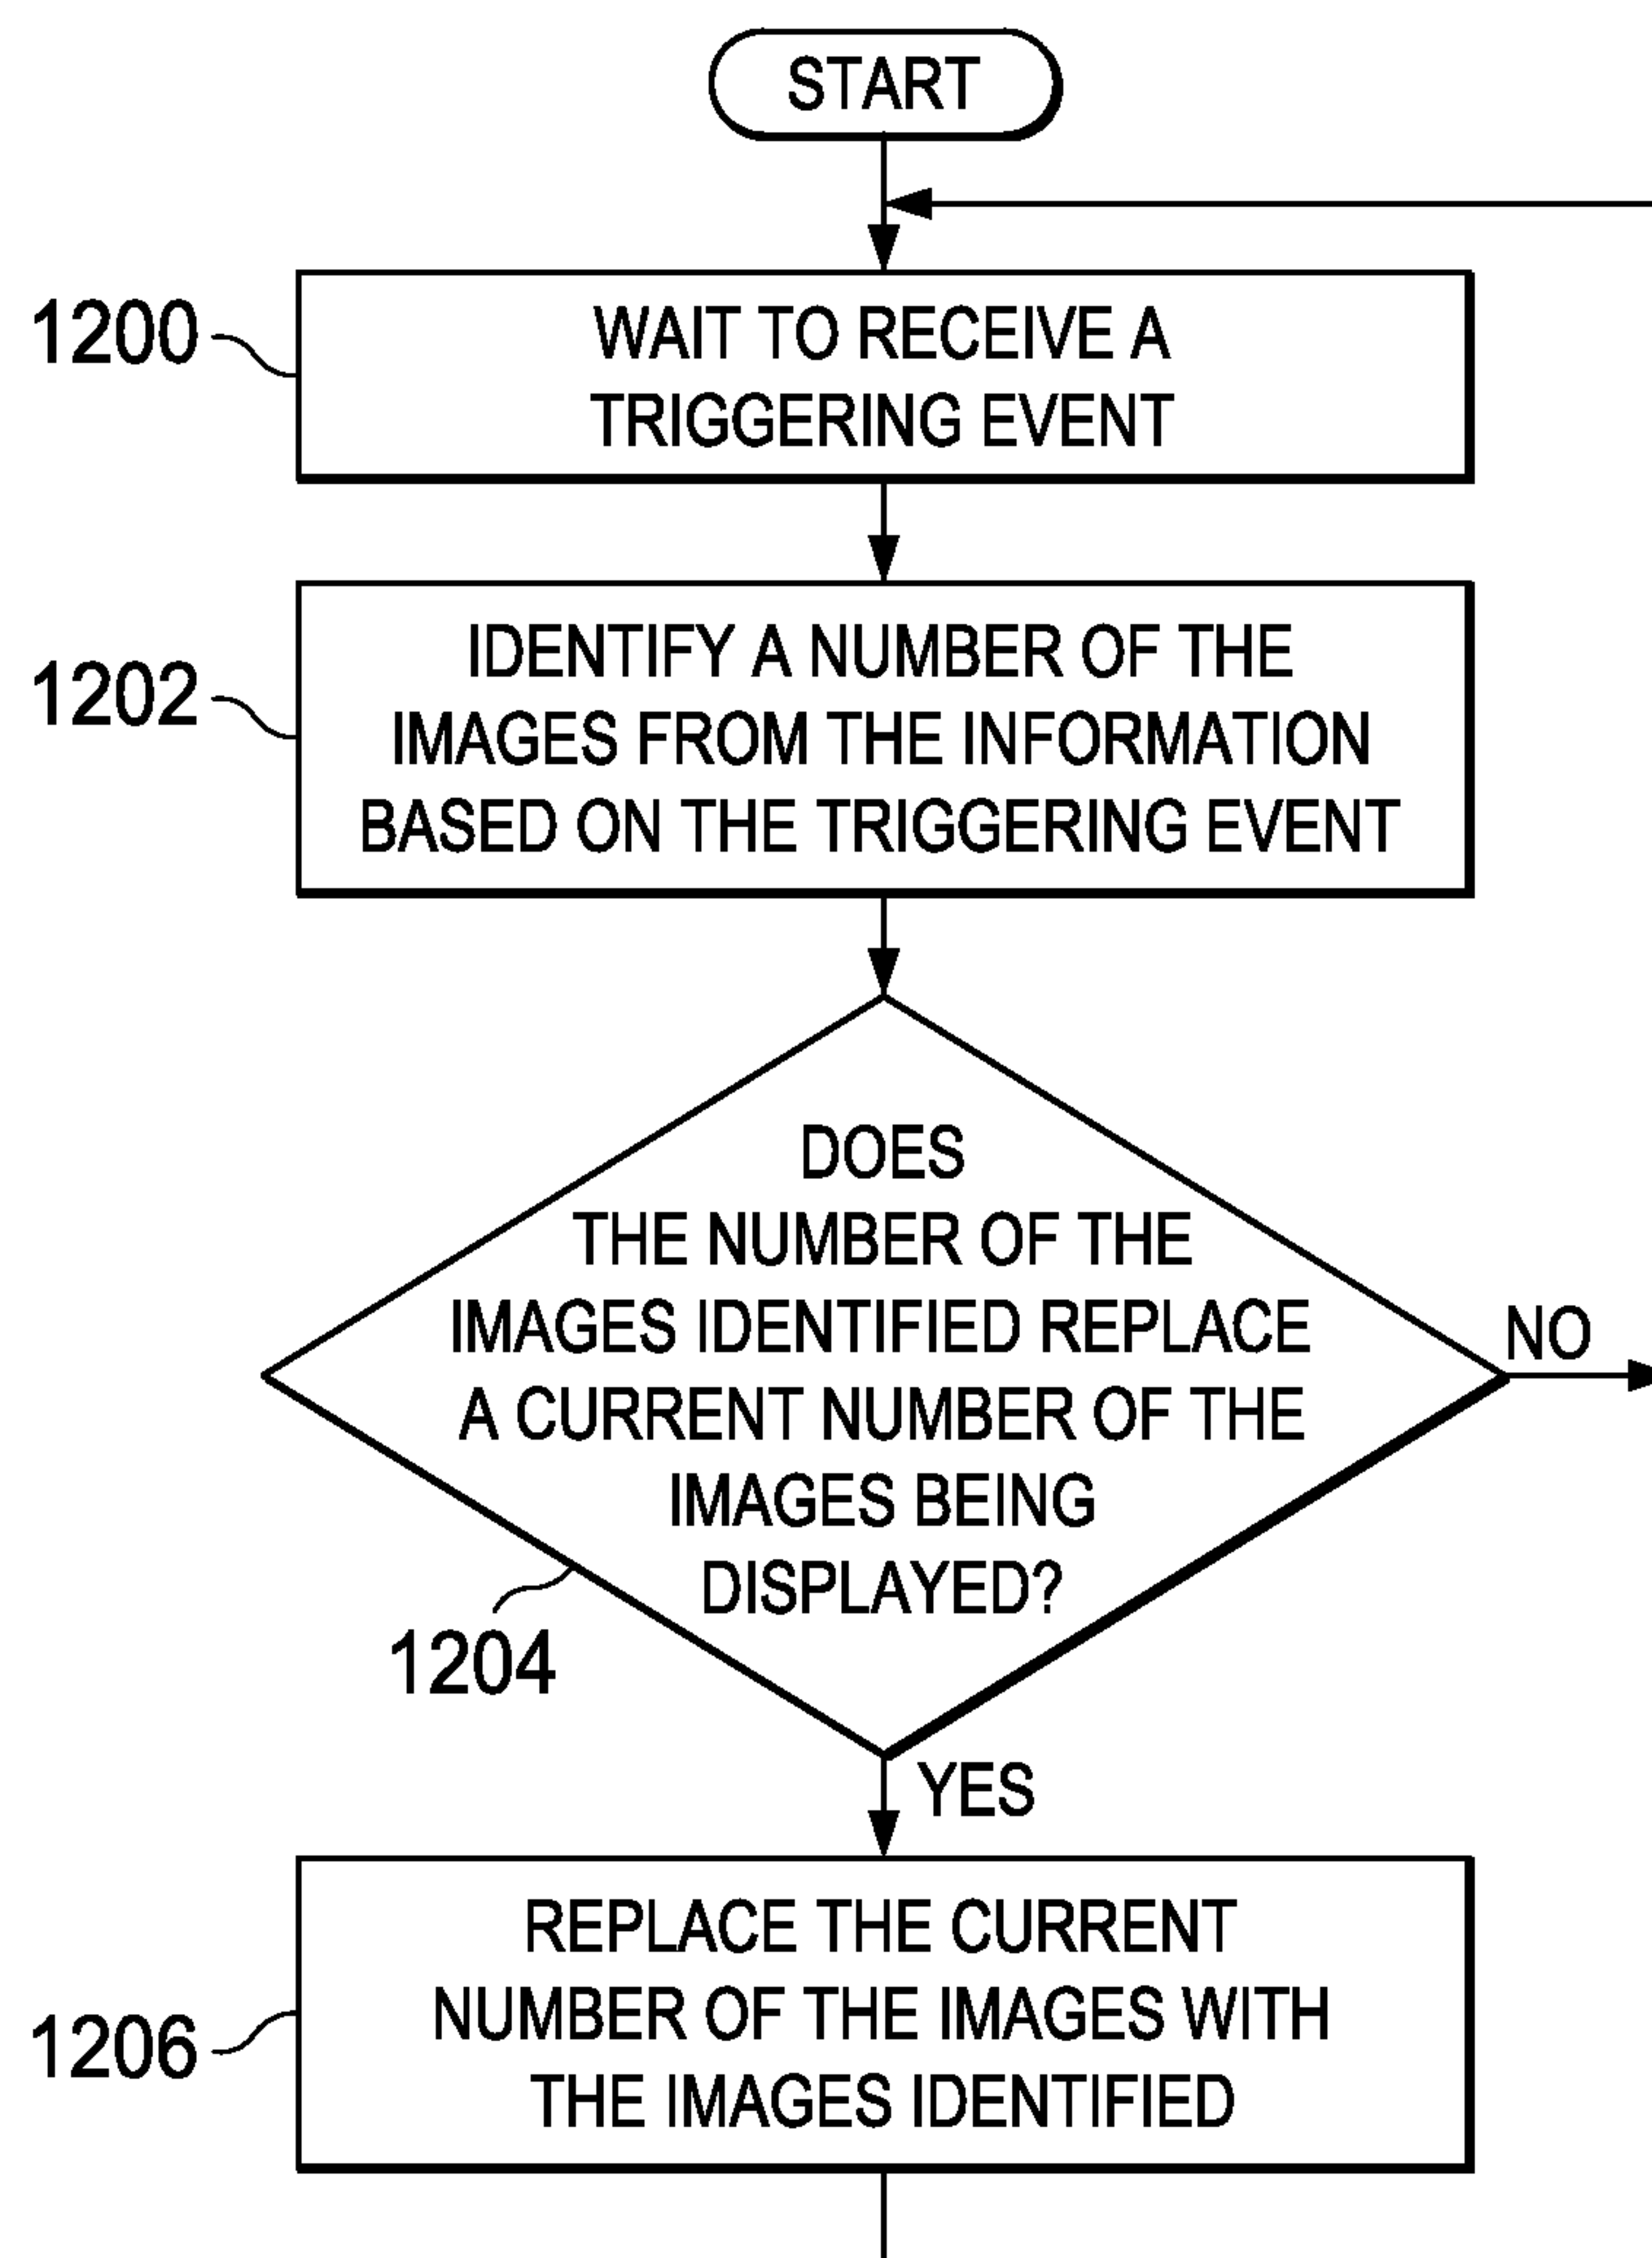 START
1200
WAIT TO RECEIVE A
TRIGGERING EVENT
1202
IDENTIFY A NUMBER OF THE
IMAGES FROM THE INFORMATION
BASED ON THE TRIGGERING EVENT
DOES
THE NUMBER OF THE
IMAGES IDENTIFIED REPLACE
A CURRENT NUMBER OF THE
IMAGES BEING
DISPLAYED?
NO
1204
YES
1206
REPLACE THE CURRENT
NUMBER OF THE IMAGES WITH
THE IMAGES IDENTIFIED